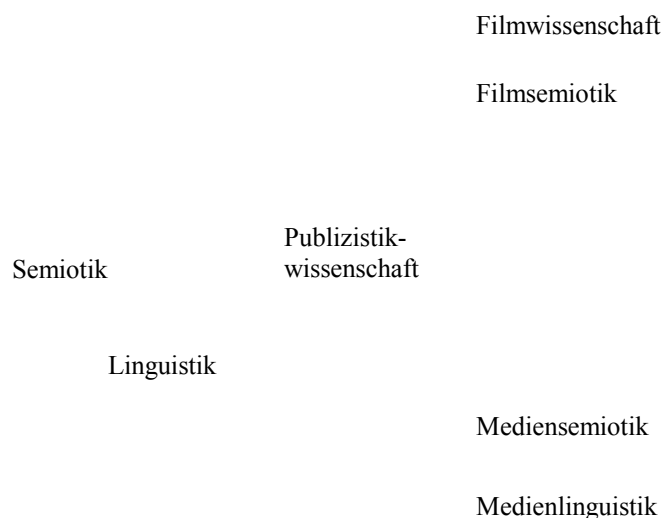 Filmwissenschaft
Filmsemiotik
Publizistik-
wissenschaft
Semiotik
Linguistik
Mediensemiotik
Medienlinguistik